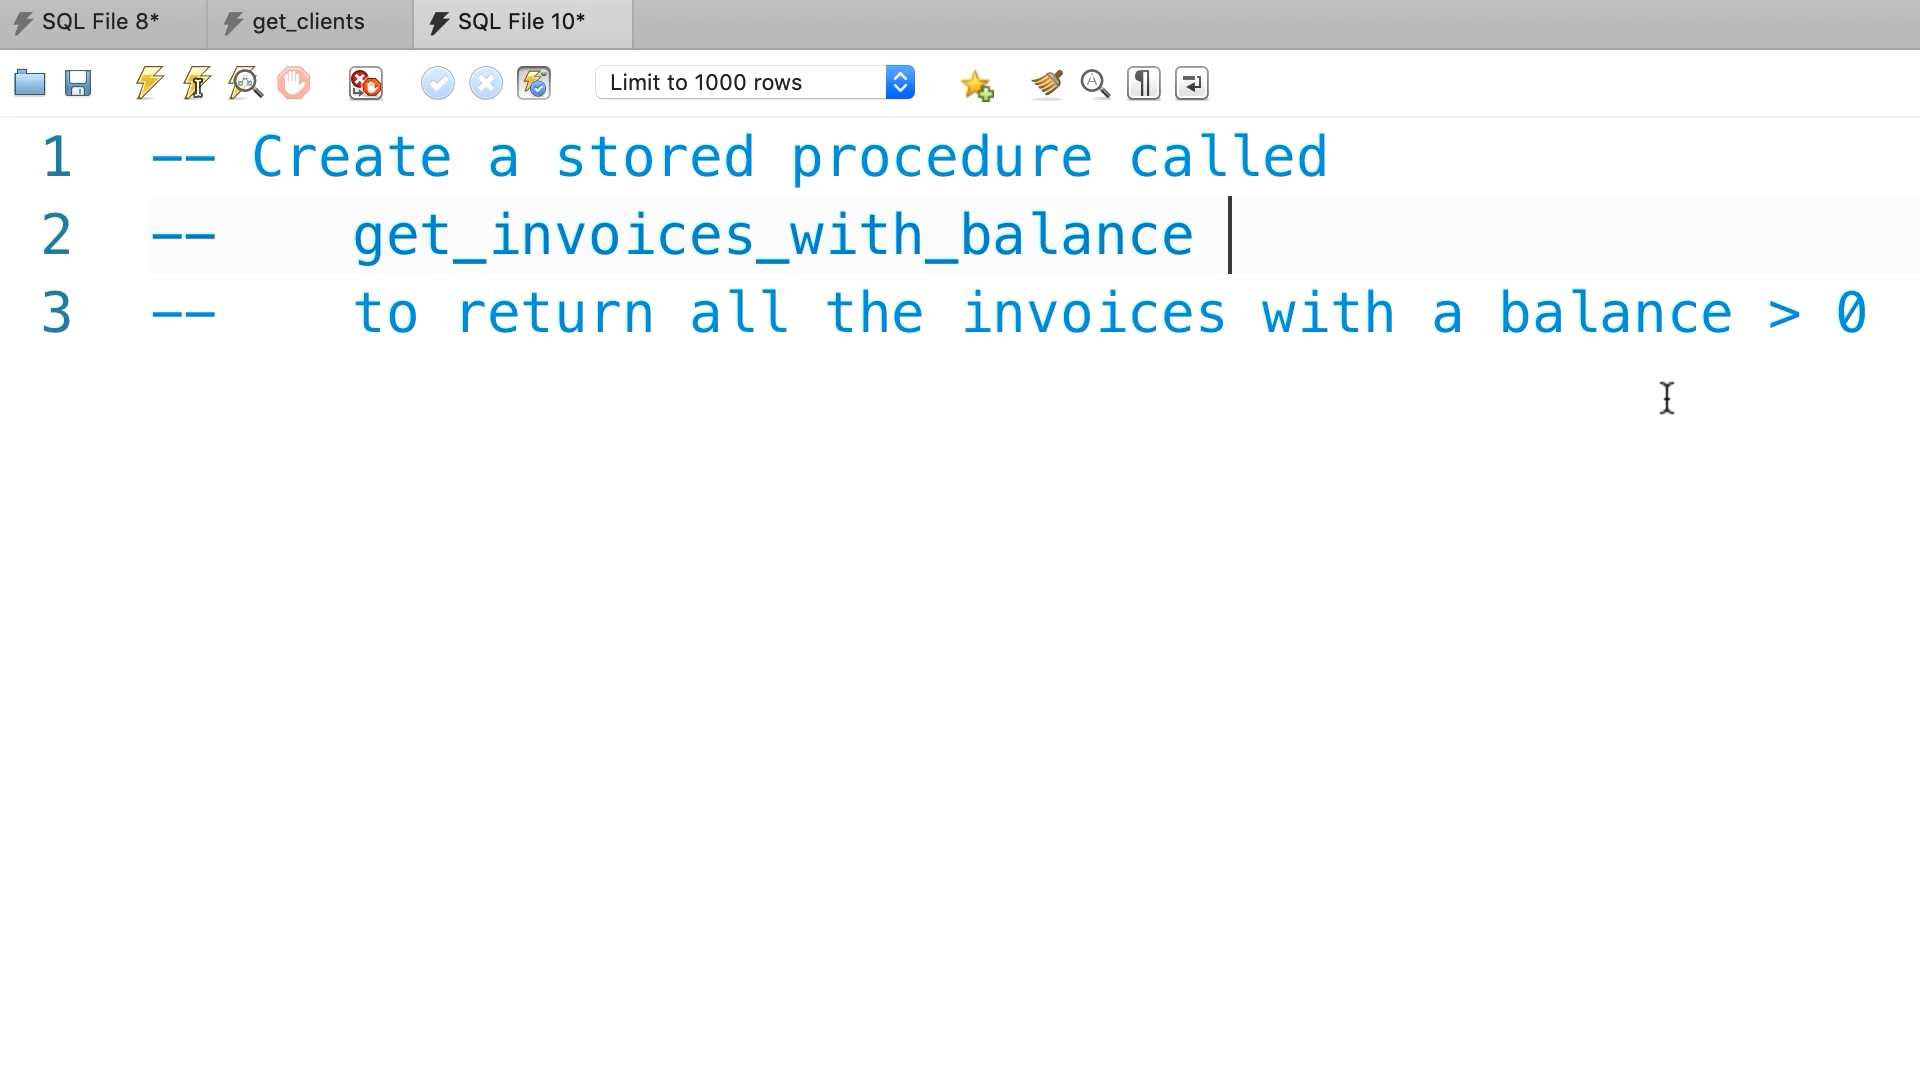 SQL File 8* get_clients SQL File 10*
Limit to 1000 rows
1 -- Create a stored procedure called
2 -- get_invoices_with_balance
3 -- to return all the invoices with a balance > 0